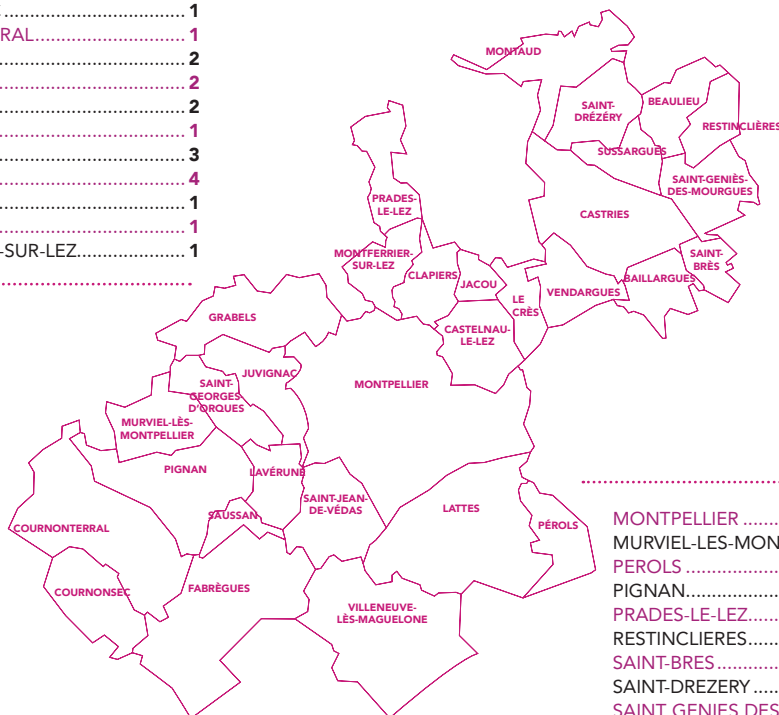 1
RAL 1
2
2
2
1
3
4
1
1
-SUR-LEZ 1
MONTAUD
SAINT-
DRÉZÉRY
BEAULIEU
RESTINCLIÈRES
SUSSARGUES
SAINT-GENIÈS-
DES-MOURGUES
PRADES-
LE-LEZ
CASTRIES
MONTFERRIER-
SUR-LEZ
CLAPIERS
JACOU
LE
CRÈS
VENDARGUES
BAILLARGUES
SAINT-
BRÈS
GRABELS
CASTELNAU-
LE-LEZ
JUVIGNAC
SAINT-
GEORGES
D'ORQUES
MONTPELLIER
MURVIEL-LÈS-
MONTPELLIER
PIGNAN
LAVÉRUNE
SAINT-JEAN-
DE-VÉDAS
LATTES
PÉROLS
SAUSSAN
COURNONTERRAL
COURNONSEC
FABRÈGUES
VILLENEUVE-
LÈS-MAGUELONE
MONTPELLIER
MURVIEL-LES-MON
PEROLS
PIGNAN
PRADES-LE-LEZ
RESTINCLIERES
SAINT-BRES
SAINT-DREZERY
SAINT GENIES DES